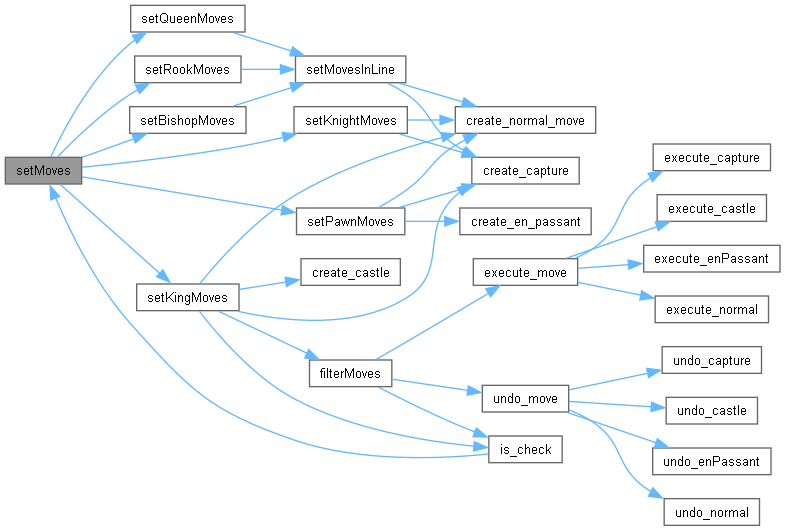 setQueenMoves
setRookMoves
setMovesInLine
setBishopMoves
setKnightMoves
create_normal_move
execute_capture
setMoves
create_capture
execute_castle
setPawnMoves
create_en_passant
execute_enPassant
create_castle
execute_move
setKingMoves
execute_normal
filterMoves
undo_capture
undo_move
undo_castle
is_check
undo_enPassant
undo_normal